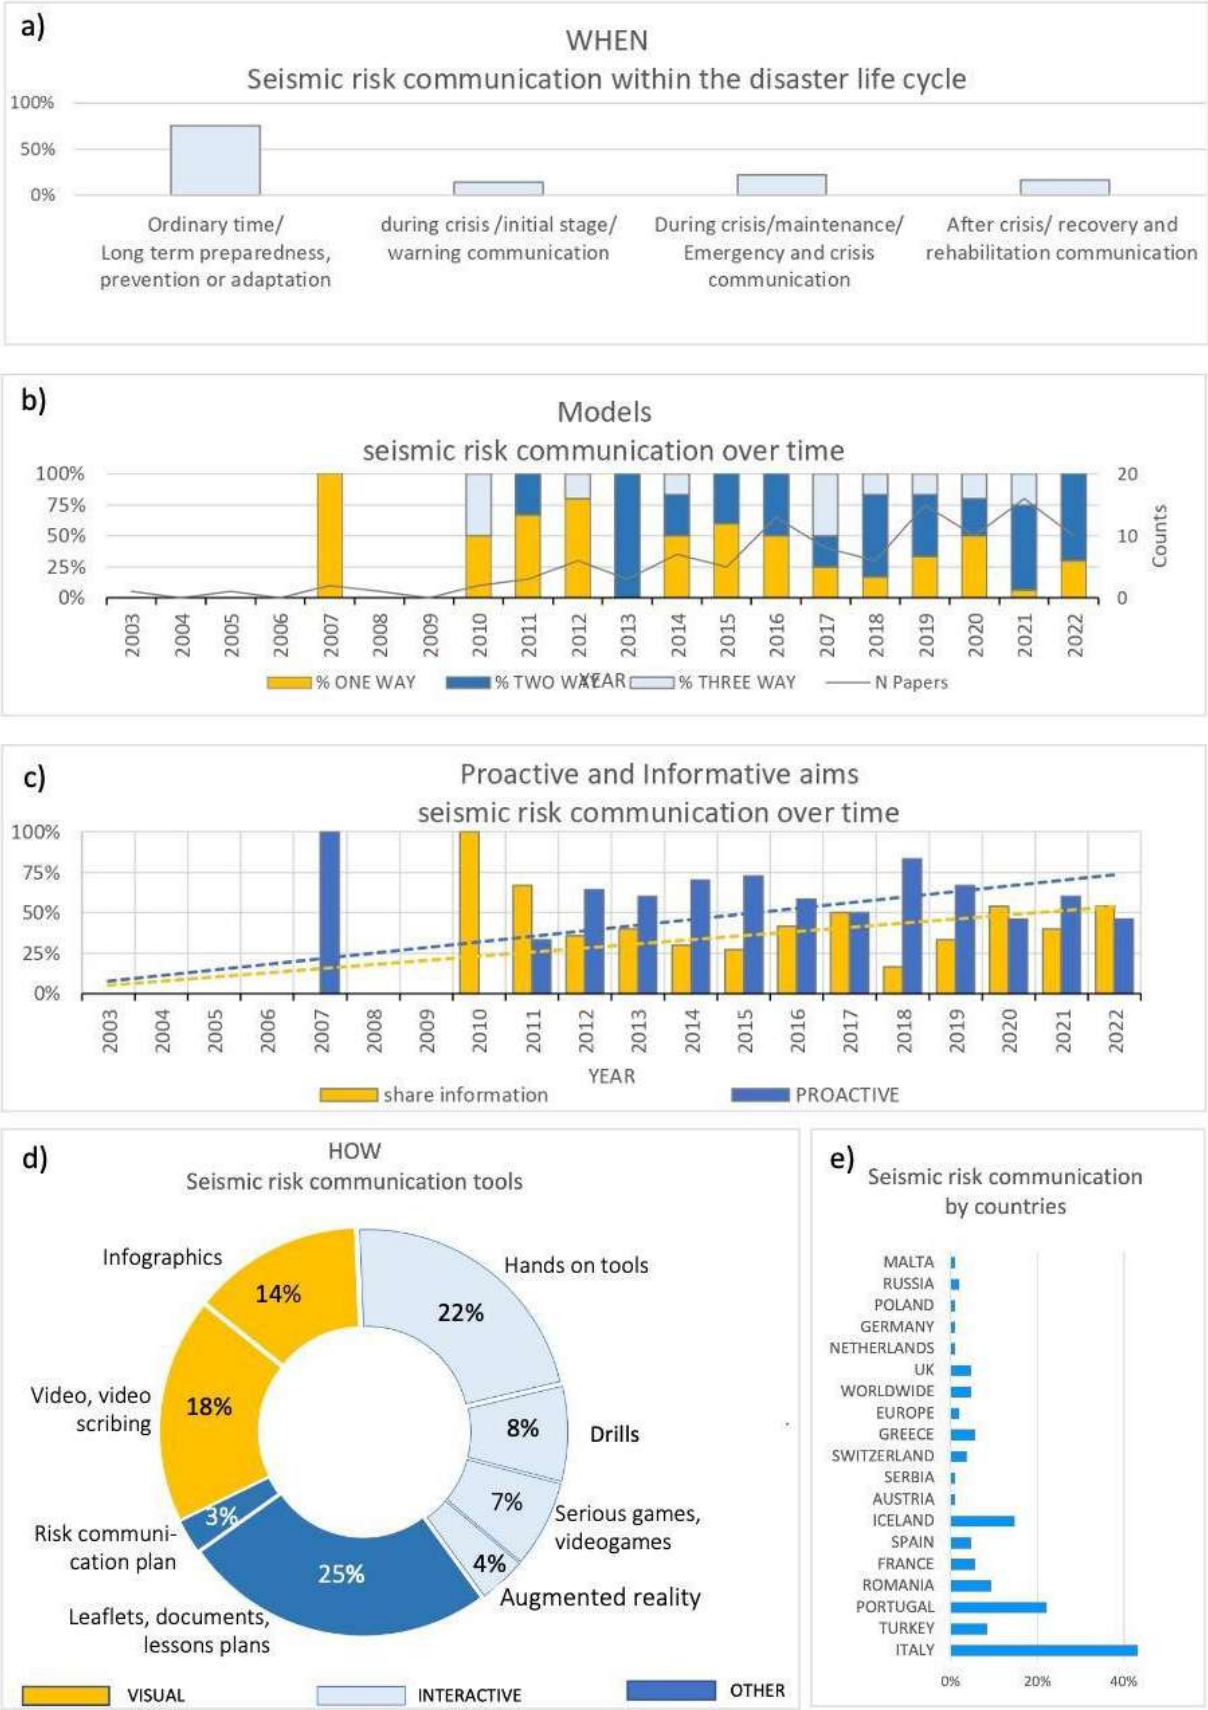 a)
WHEN
Seismic risk communication within the disaster life cycle
100%
50%
0%
Ordinary time/
Long term preparedness,
prevention or adaptation
during crisis /initial stage/
warning communication
During crisis/maintenance/
Emergency and crisis
communication
After crisis/ recovery and
rehabilitation communication
b)
Models
seismic risk communication over time
100%
75%
50%
25%
0%
20
10
0
Counts
2003
2004
2005
2006
2007
2008
2009
2010
2011
2012
2013
2014
2015
2016
2017
2018
2019
2020
2021
2022
YEAR
% ONE WAY
% TWO WAY
% THREE WAY
N Papers
c)
Proactive and Informative aims
seismic risk communication over time
100%
75%
50%
25%
0%
2003
2004
2005
2006
2007
2008
2009
2010
2011
2012
2013
2014
2015
2016
2017
2018
2019
2020
2021
2022
YEAR
share information
PROACTIVE
d)
HOW
Seismic risk communication tools
Infographics
14%
Hands on tools
22%
Video, video
scribing
18%
8%
Drills
7%
Serious games,
videogames
3%
Risk communi-
cation plan
4%
Augmented reality
25%
Leaflets, documents,
lessons plans
VISUAL
INTERACTIVE
OTHER
e)
Seismic risk communication
by countries
MALTA
RUSSIA
POLAND
GERMANY
NETHERLANDS
UK
WORLDWIDE
EUROPE
GREECE
SWITZERLAND
SERBIA
AUSTRIA
ICELAND
SPAIN
FRANCE
ROMANIA
PORTUGAL
TURKEY
ITALY
0%
20%
40%